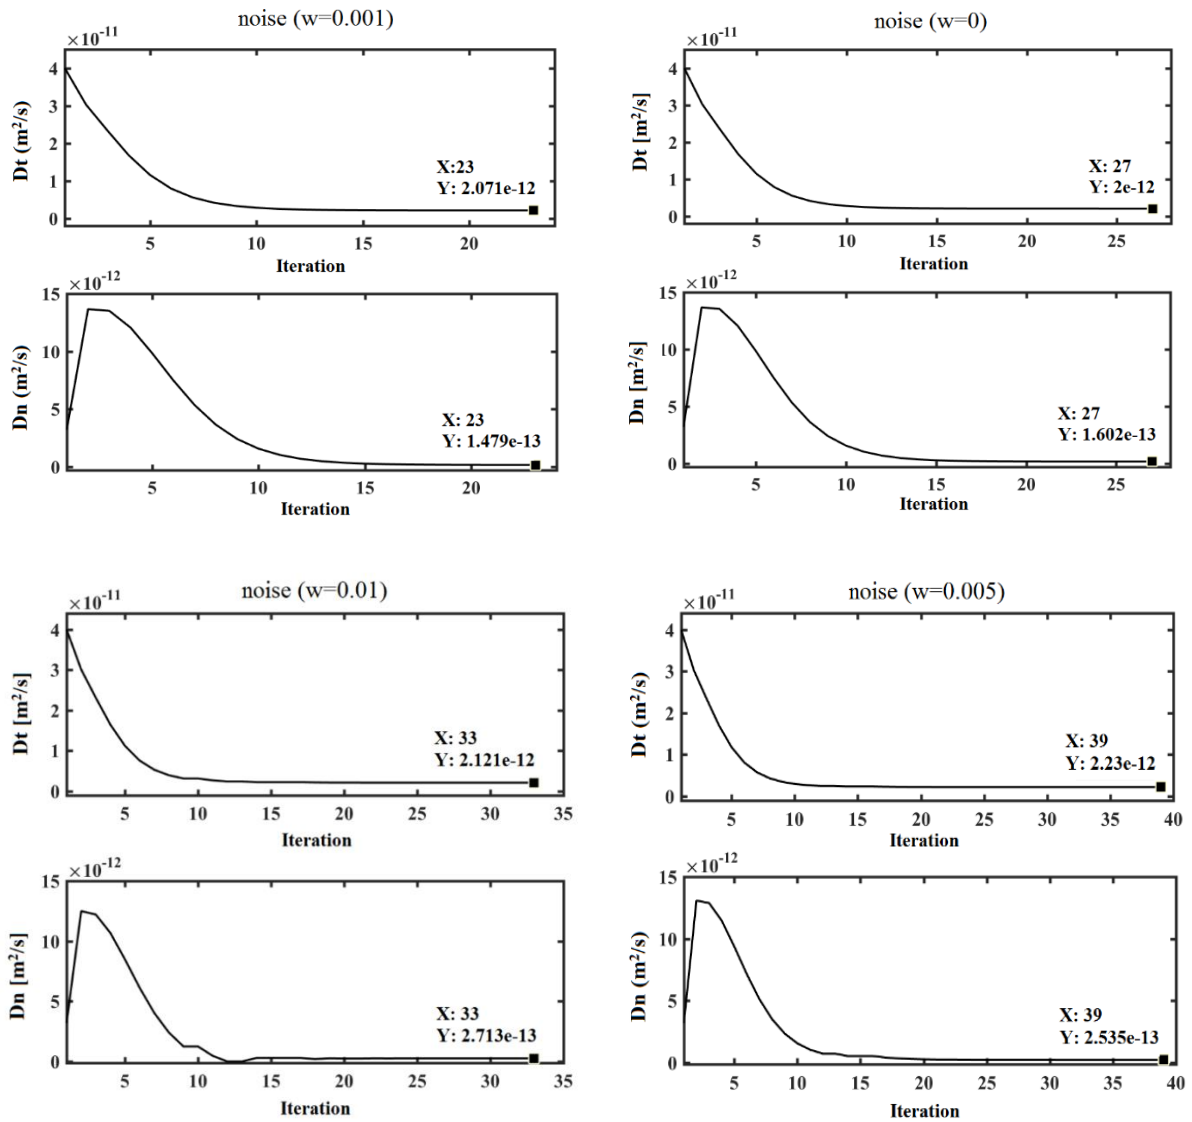 noise (w=0.001)
×10-11
Dt (m2/s)
4
3
2
1
0
X:23
Y: 2.071e-12
5 10 15 20
Iteration
×10-12
Dn (m2/s)
15
10
5
0
X: 23
Y: 1.479e-13
5 10 15 20
Iteration
noise (w=0)
×10-11
Dt [m2/s]
4
3
2
1
0
X: 27
Y: 2e-12
5 10 15 20 25
Iteration
×10-12
Dn [m2/s]
15
10
5
0
X: 27
Y: 1.602e-13
5 10 15 20 25
Iteration
noise (w=0.01)
×10-11
Dt [m2/s]
4
3
2
1
0
X: 33
Y: 2.121e-12
5 10 15 20 25 30 35
Iteration
×10-12
Dn [m2/s]
15
10
5
0
X: 33
Y: 2.713e-13
5 10 15 20 25 30 35
Iteration
noise (w=0.005)
×10-11
Dt (m2/s)
4
3
2
1
0
X: 39
Y: 2.23e-12
5 10 15 20 25 30 35 40
Iteration
×10-12
Dn (m2/s)
15
10
5
0
X: 39
Y: 2.535e-13
5 10 15 20 25 30 35 40
Iteration